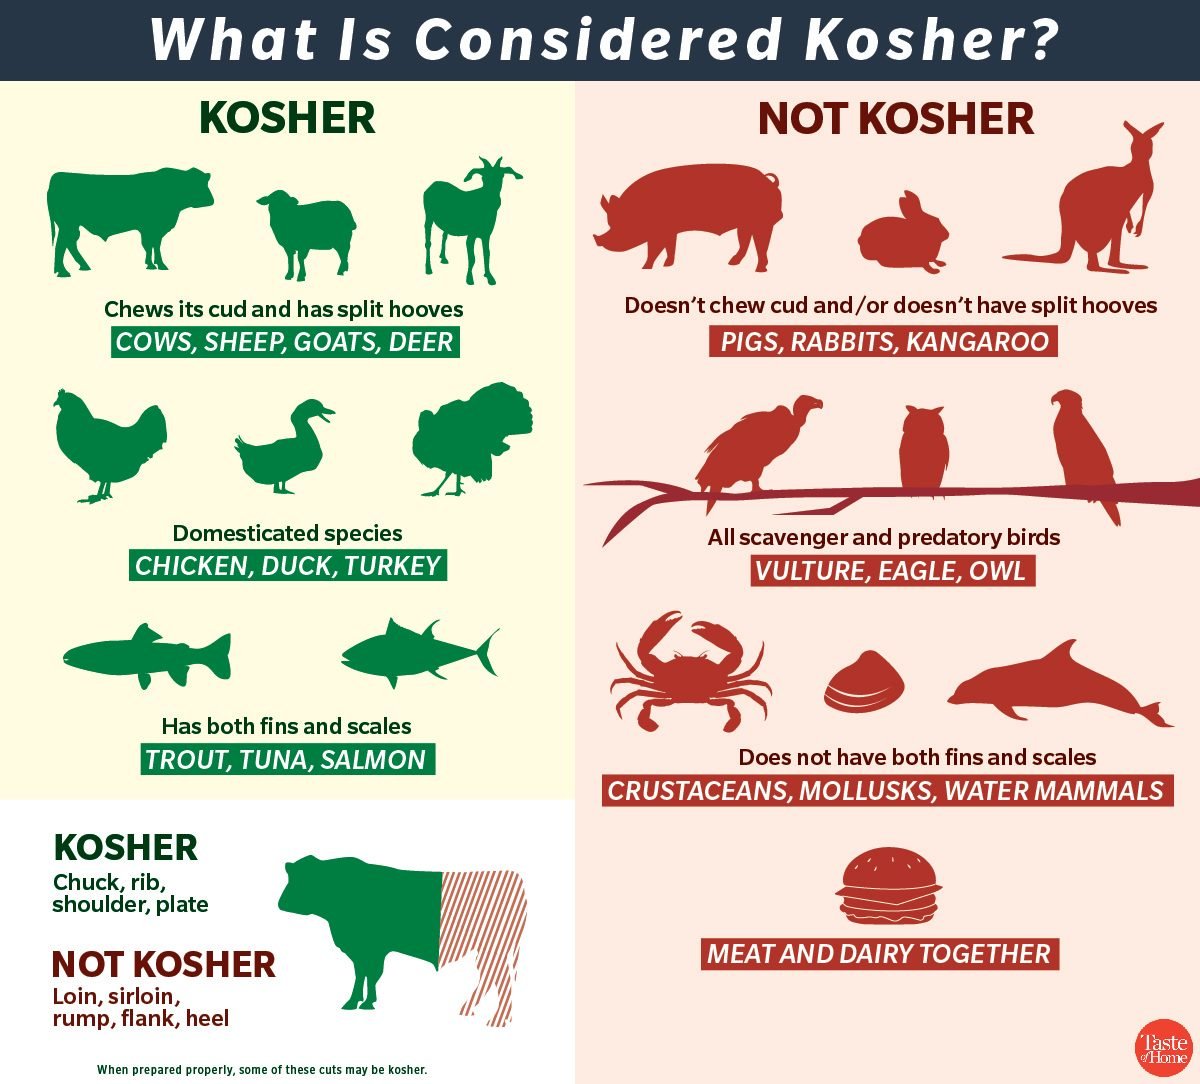 What Is Considered Kosher?
KOSHER
Chews its cud and has split hooves
COWS, SHEEP, GOATS, DEER
Domesticated species
CHICKEN, DUCK, TURKEY
Has both fins and scales
TROUT, TUNA, SALMON
KOSHER
Chuck, rib,
shoulder, plate
NOT KOSHER
Loin, sirloin,
rump, flank, heel
When prepared properly, some of these cuts may be kosher.
NOT KOSHER
Doesn’t chew cud and/or doesn’t have split hooves
PIGS, RABBITS, KANGAROO
All scavenger and predatory birds
VULTURE, EAGLE, OWL
Does not have both fins and scales
CRUSTACEANS, MOLLUSKS, WATER MAMMALS
MEAT AND DAIRY TOGETHER
Taste
of Home